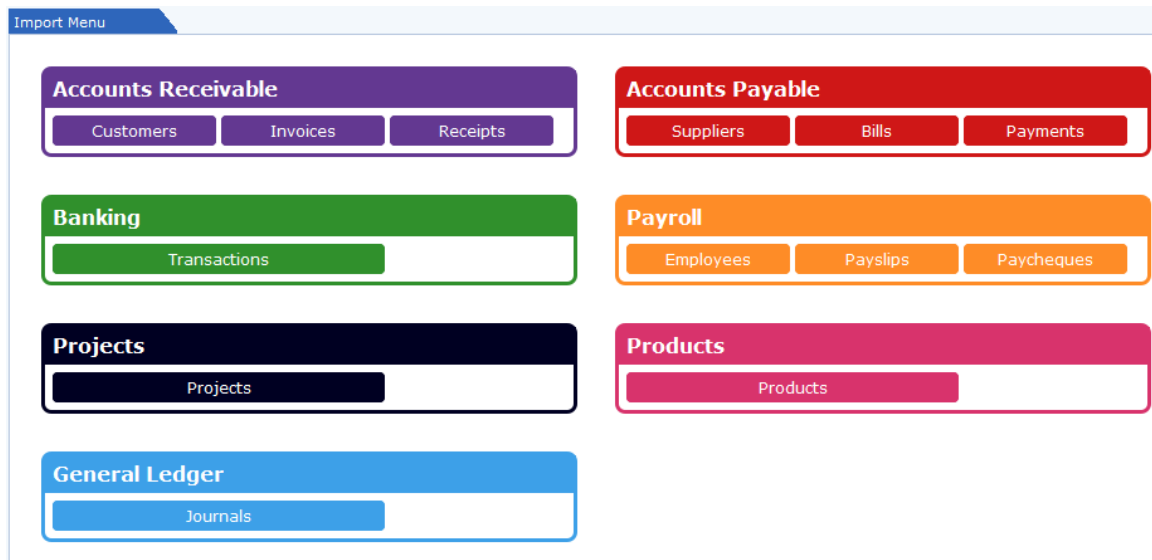 Import Menu
Accounts Receivable
Customers Invoices Receipts
Accounts Payable
Suppliers Bills Payments
Banking
Transactions
Payroll
Employees Payslips Paycheques
Projects
Projects
Products
Products
General Ledger
Journals